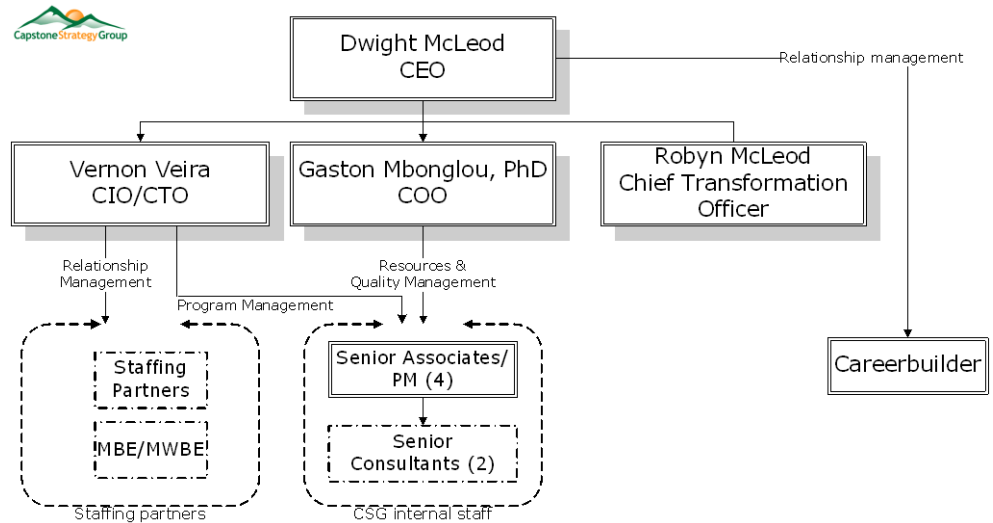 CapstoneStrategyGroup
Dwight McLeod
CEO
Relationship management
Vernon Veira
CIO/CTO
Gaston Mbonglou, PhD
COO
Robyn McLeod
Chief Transformation
Officer
Relationship
Management
Resources &
Quality Management
Program Management
Staffing
Partners
MBE/MWBE
Staffing partners
Senior Associates/
PM (4)
Senior
Consultants (2)
CSG internal staff
Careerbuilder